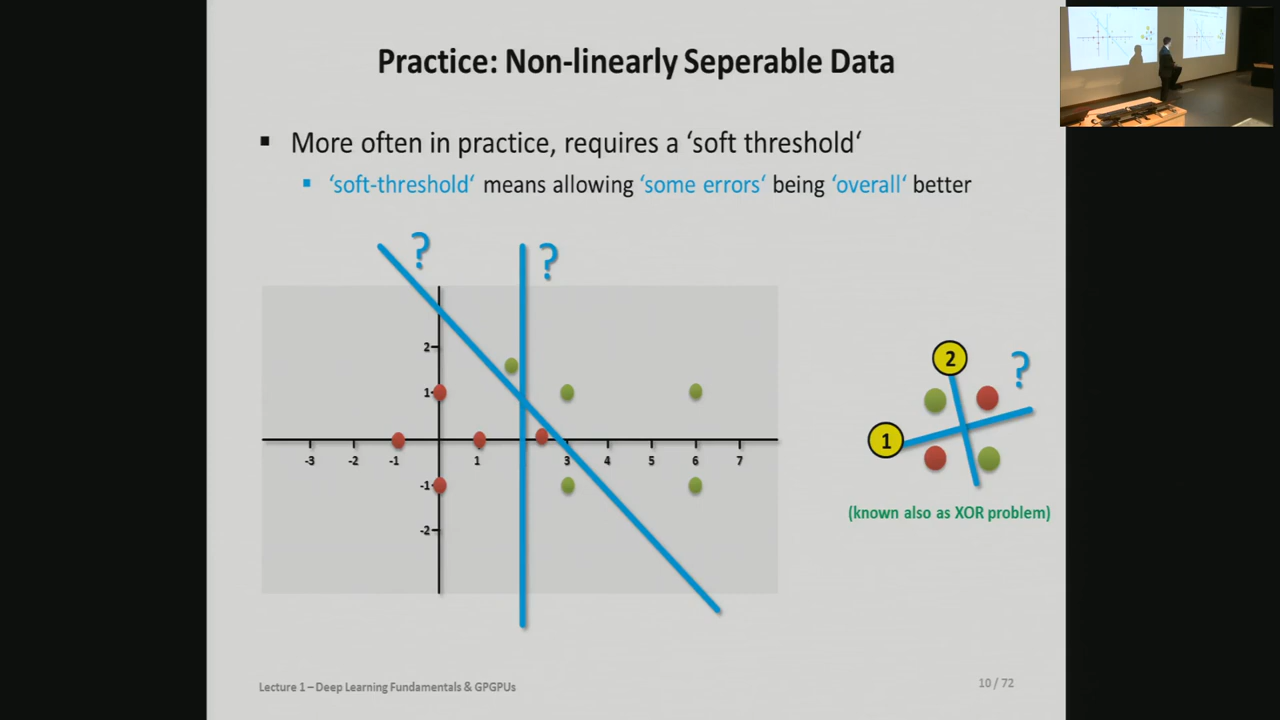 Practice: Non-linearly Seperable Data
▪ More often in practice, requires a ‘soft threshold‘
▪ ‘soft-threshold‘ means allowing ‘some errors‘ being ‘overall‘ better
? ?
2
1
-3 -2 -1 1 3 4 5 6 7
-1
-2
2 ?
1
(known also as XOR problem)
Lecture 1 – Deep Learning Fundamentals & GPGPUs
10 / 72